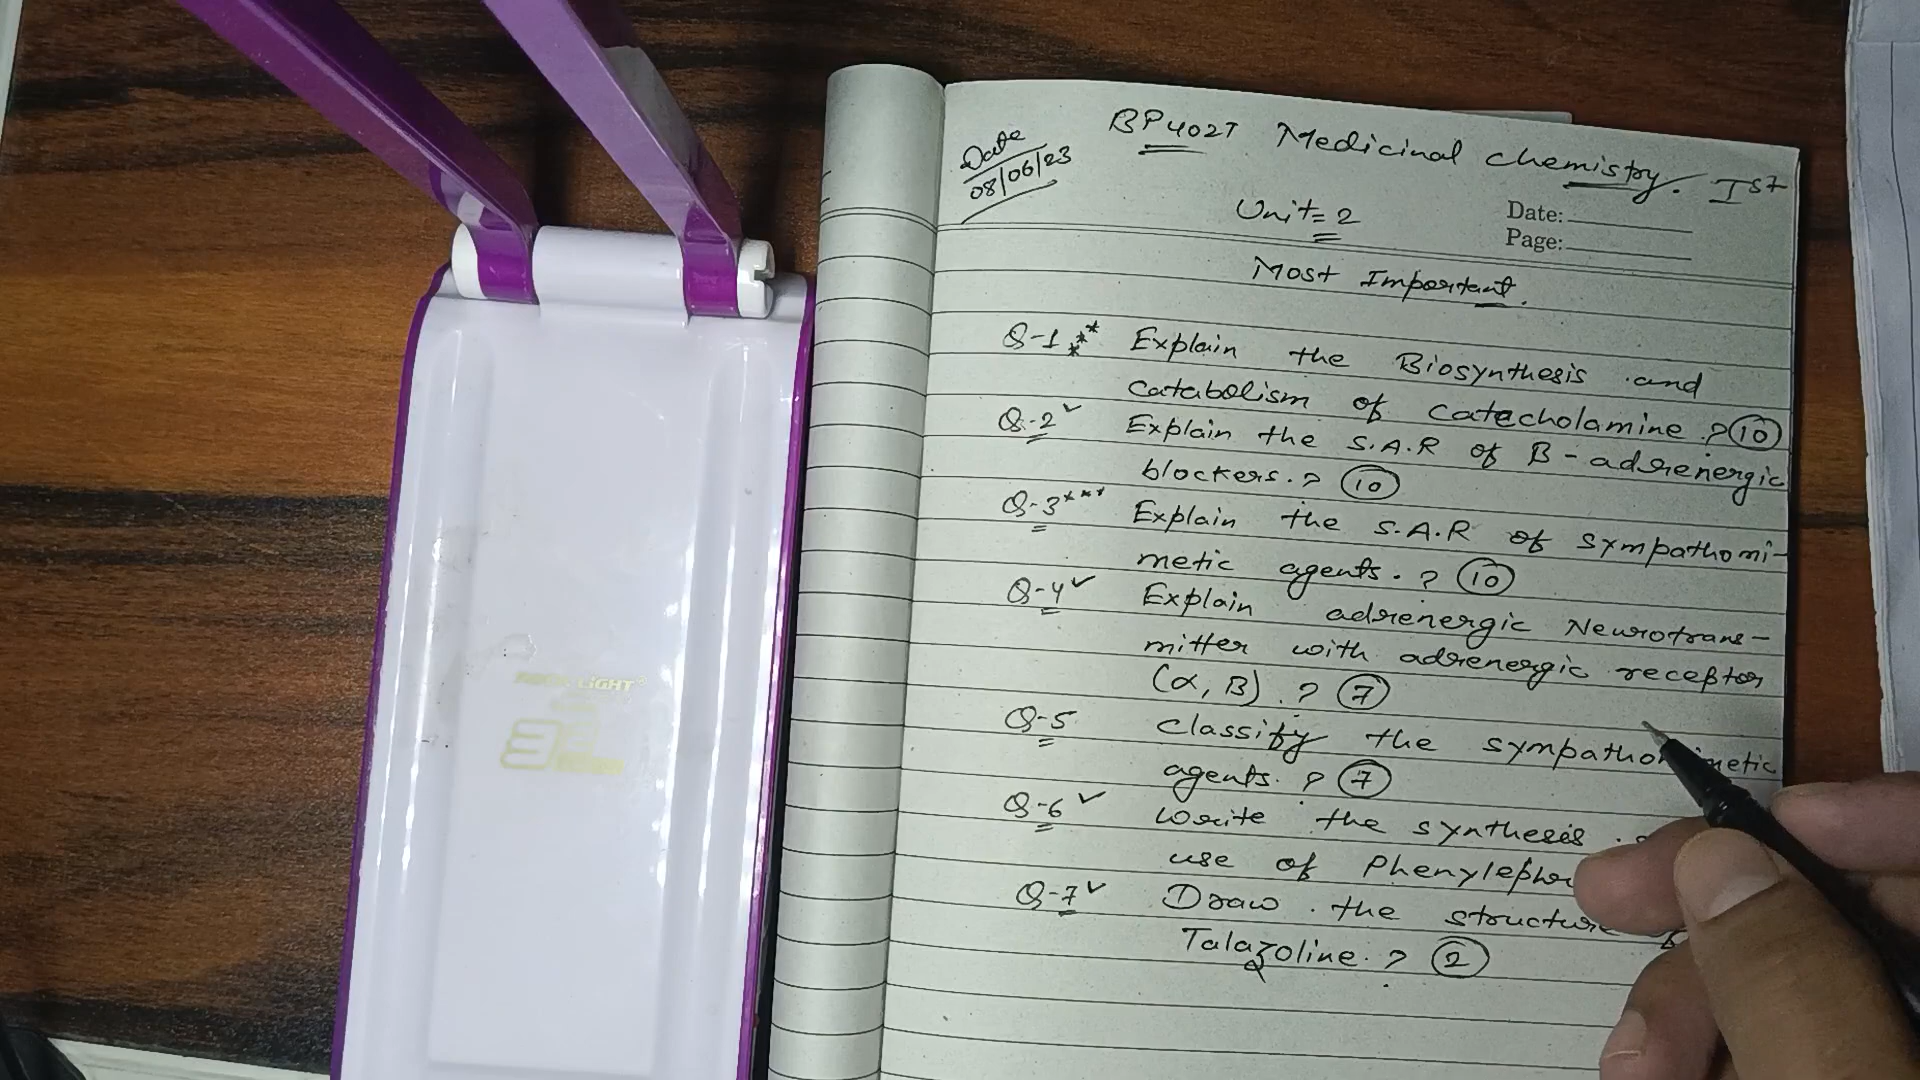 BP402T Medicinal chemistry. Ist
Date
08/06/23
Unit = 2
Date:
Page:
Most Important.
Q-1 *** Explain the Biosynthesis and
catabolism of catecholamine ? 10
Q-2 ✓ Explain the S.A.R of B-adrenergic
blockers. ? 10
Q-3 *** Explain the S.A.R of sympathomi-
metic agents. ? 10
Q-4 ✓ Explain adrenergic Neurotrans-
mitter with adrenergic receptor
(α, B). ? 7
Q-5 Classify the sympathomimetic
agents. ? 7
Q-6 ✓ Write the synthesis
use of Phenyleph
Q-7 ✓ Draw the structure
Talazoline. ? 2
LIGHT